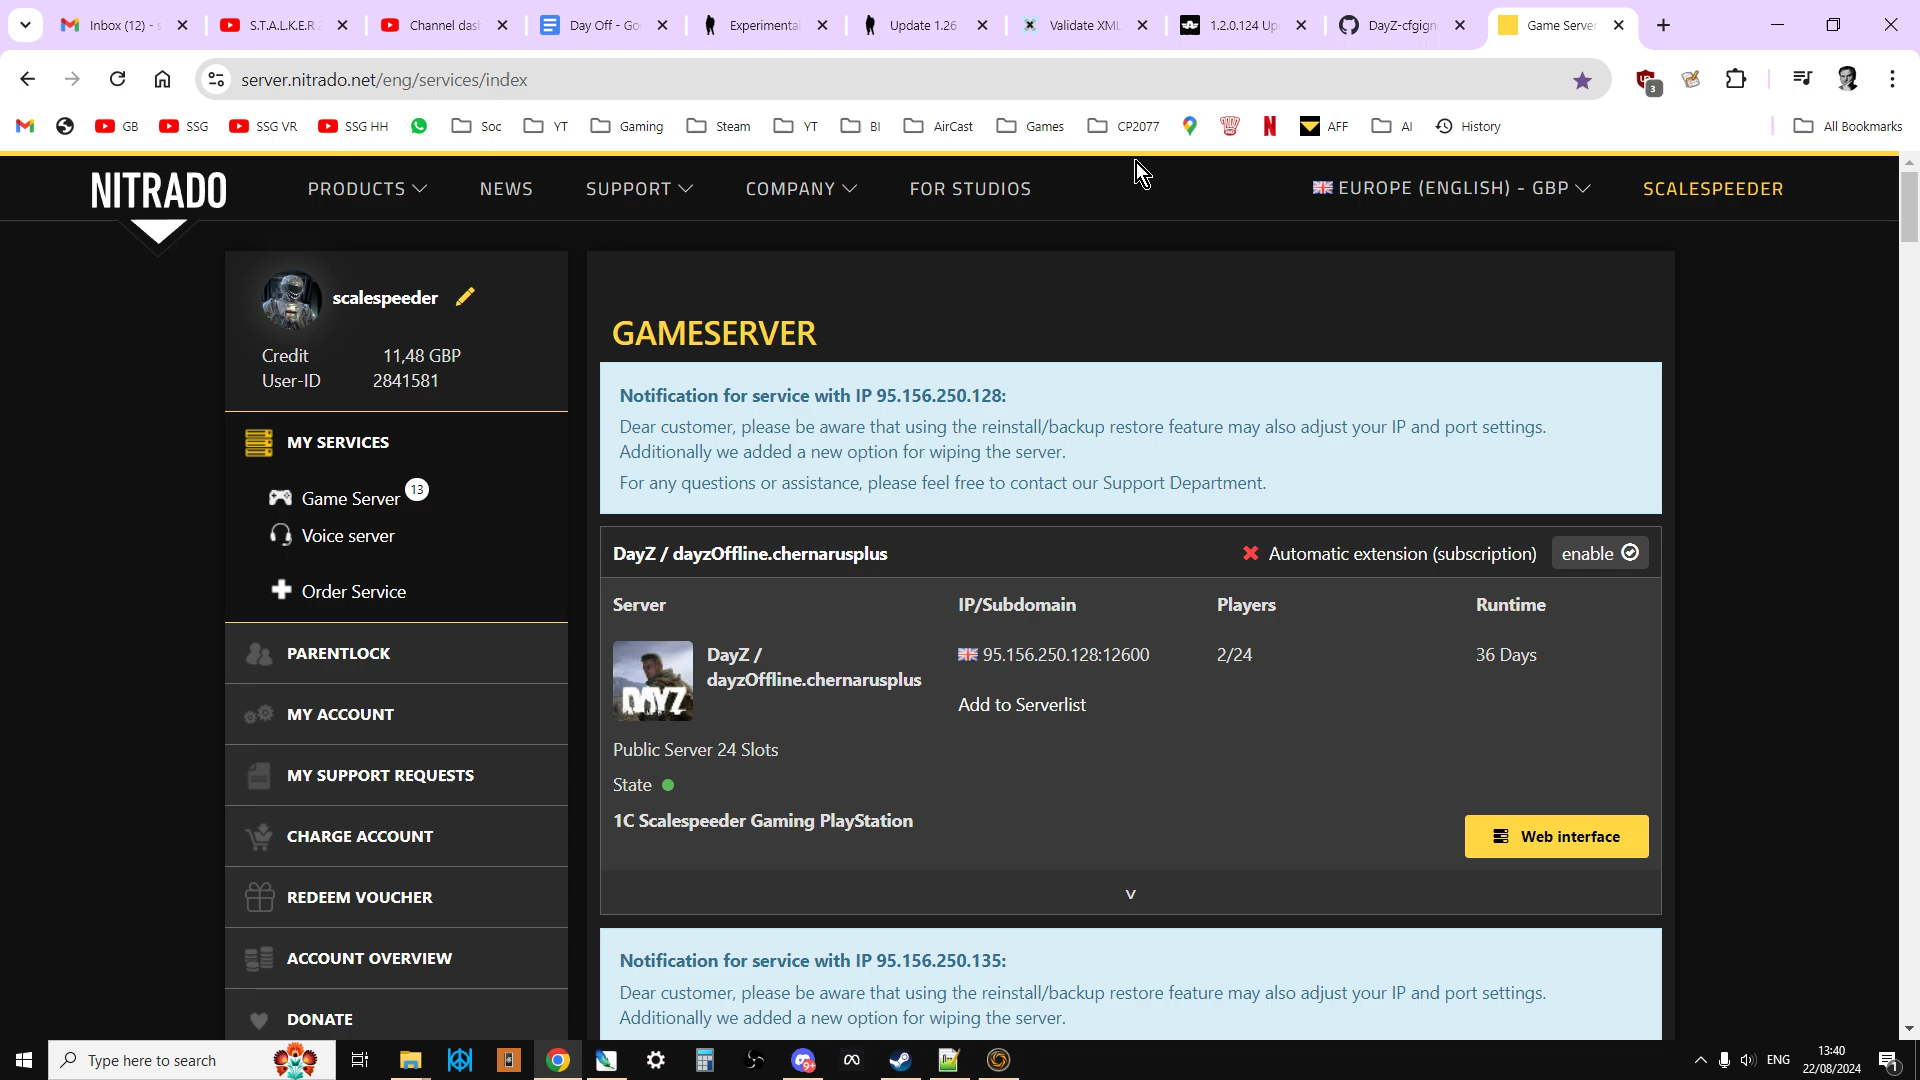 Inbox (12) - s
S.T.A.L.K.E.R 2
Channel das
Day Off - Go
Experimenta
Update 1.26
Validate XML
1.2.0.124 Up
DayZ-cfgign
Game Server
server.nitrado.net/eng/services/index
3
GB
SSG
SSG VR
SSG HH
Soc
YT
Gaming
Steam
YT
BI
AirCast
Games
CP2077
AFF
AI
History
All Bookmarks
NITRADO
PRODUCTS
NEWS
SUPPORT
COMPANY
FOR STUDIOS
EUROPE (ENGLISH) - GBP
SCALESPEEDER
scalespeeder
Credit 11,48 GBP
User-ID 2841581
MY SERVICES
Game Server 13
Voice server
Order Service
PARENTLOCK
MY ACCOUNT
MY SUPPORT REQUESTS
CHARGE ACCOUNT
REDEEM VOUCHER
ACCOUNT OVERVIEW
DONATE
GAMESERVER
Notification for service with IP 95.156.250.128:
Dear customer, please be aware that using the reinstall/backup restore feature may also adjust your IP and port settings.
Additionally we added a new option for wiping the server.
For any questions or assistance, please feel free to contact our Support Department.
DayZ / dayzOffline.chernarusplus
Automatic extension (subscription)
enable
Server IP/Subdomain Players Runtime
DAYZ
DayZ /
dayzOffline.chernarusplus
95.156.250.128:12600
2/24
36 Days
Add to Serverlist
Public Server 24 Slots
State
1C Scalespeeder Gaming PlayStation
Web interface
v
Notification for service with IP 95.156.250.135:
Dear customer, please be aware that using the reinstall/backup restore feature may also adjust your IP and port settings.
Additionally we added a new option for wiping the server.
Type here to search
9+
ENG
13:40
22/08/2024
1